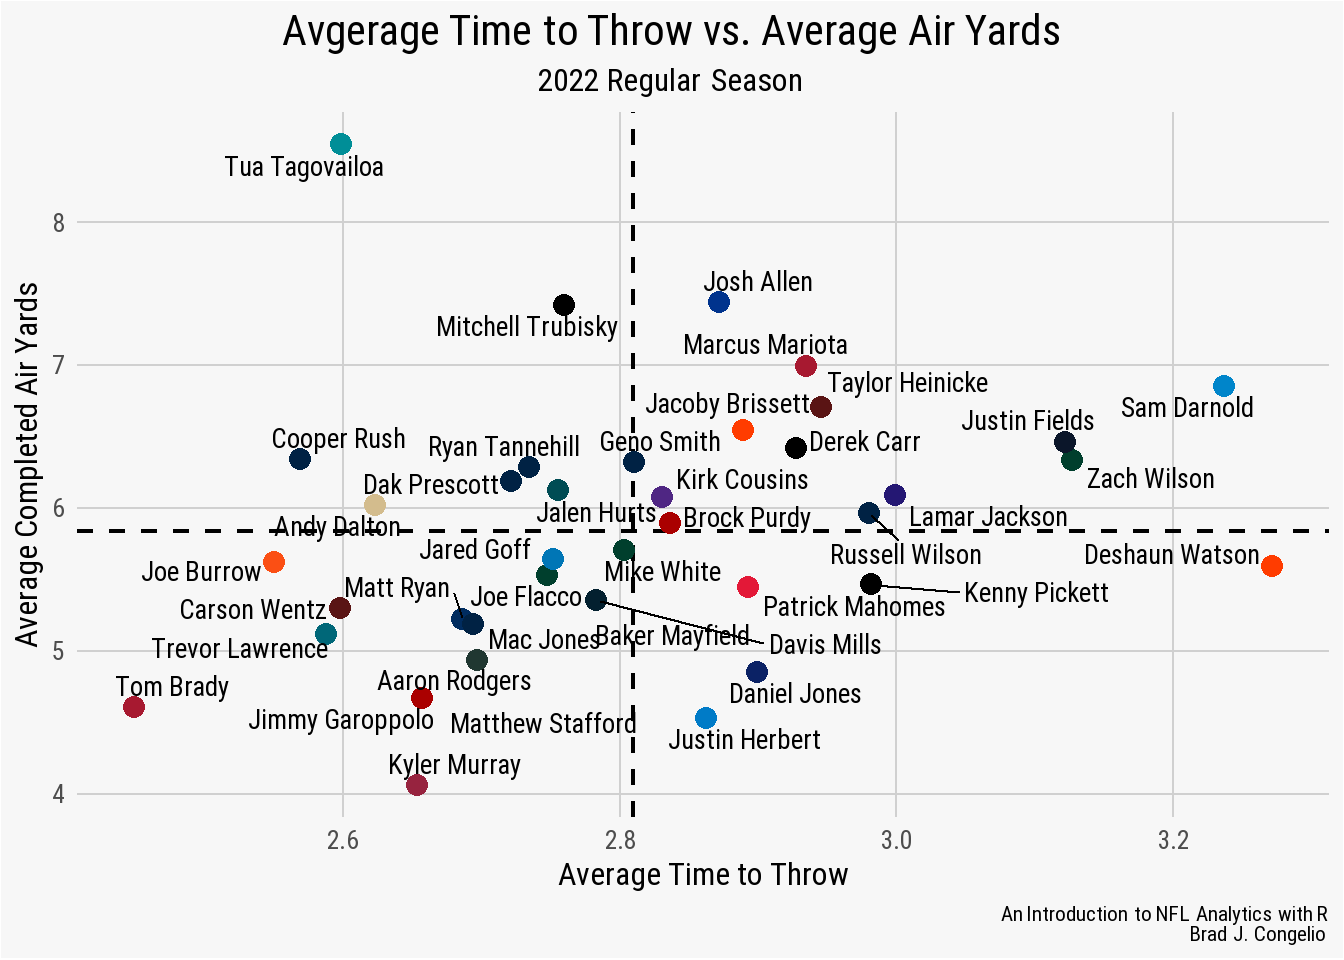 Avgerage Time to Throw vs. Average Air Yards
2022 Regular Season
Tua Tagovailoa
8
Josh Allen
Mitchell Trubisky
Marcus Mariota
7
Taylor Heinicke
Jacoby Brissett
Sam Darnold
Justin Fields
Cooper Rush
Ryan Tannehill
Geno Smith
Derek Carr
Dak Prescott
Kirk Cousins
Zach Wilson
6
Jalen Hurts
Brock Purdy
Lamar Jackson
Andy Dalton
Jared Goff
Russell Wilson
Deshaun Watson
Joe Burrow
Mike White
Matt Ryan
Joe Flacco
Kenny Pickett
Carson Wentz
Patrick Mahomes
Baker Mayfield
Mac Jones
Davis Mills
Trevor Lawrence
5
Tom Brady
Aaron Rodgers
Daniel Jones
Jimmy Garoppolo
Matthew Stafford
Justin Herbert
Kyler Murray
4
Average Completed Air Yards
2.6
2.8
3.0
3.2
Average Time to Throw
An Introduction to NFL Analytics with R
Brad J. Congelio